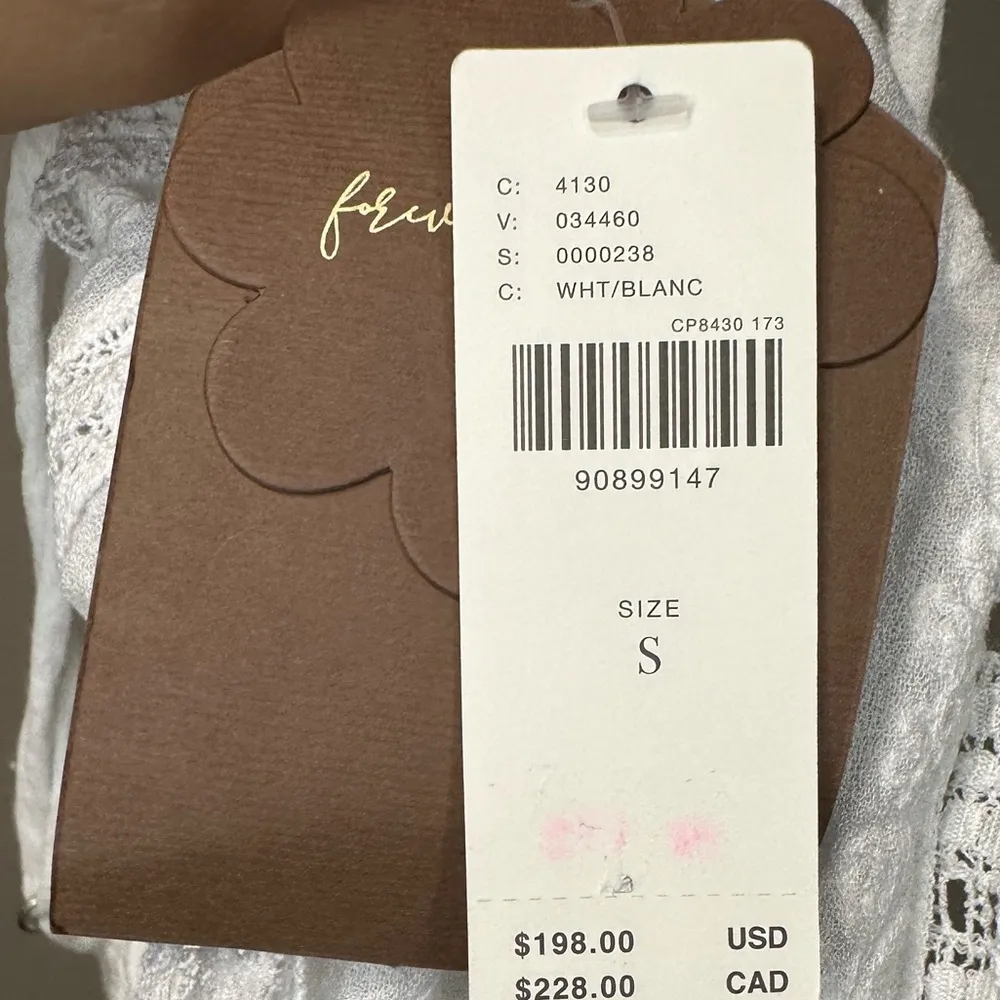 C: 4130
V: 034460
S: 0000238
C: WHT/BLANC
CP8430 173
90899147
SIZE
S
$198.00 USD
$228.00 CAD